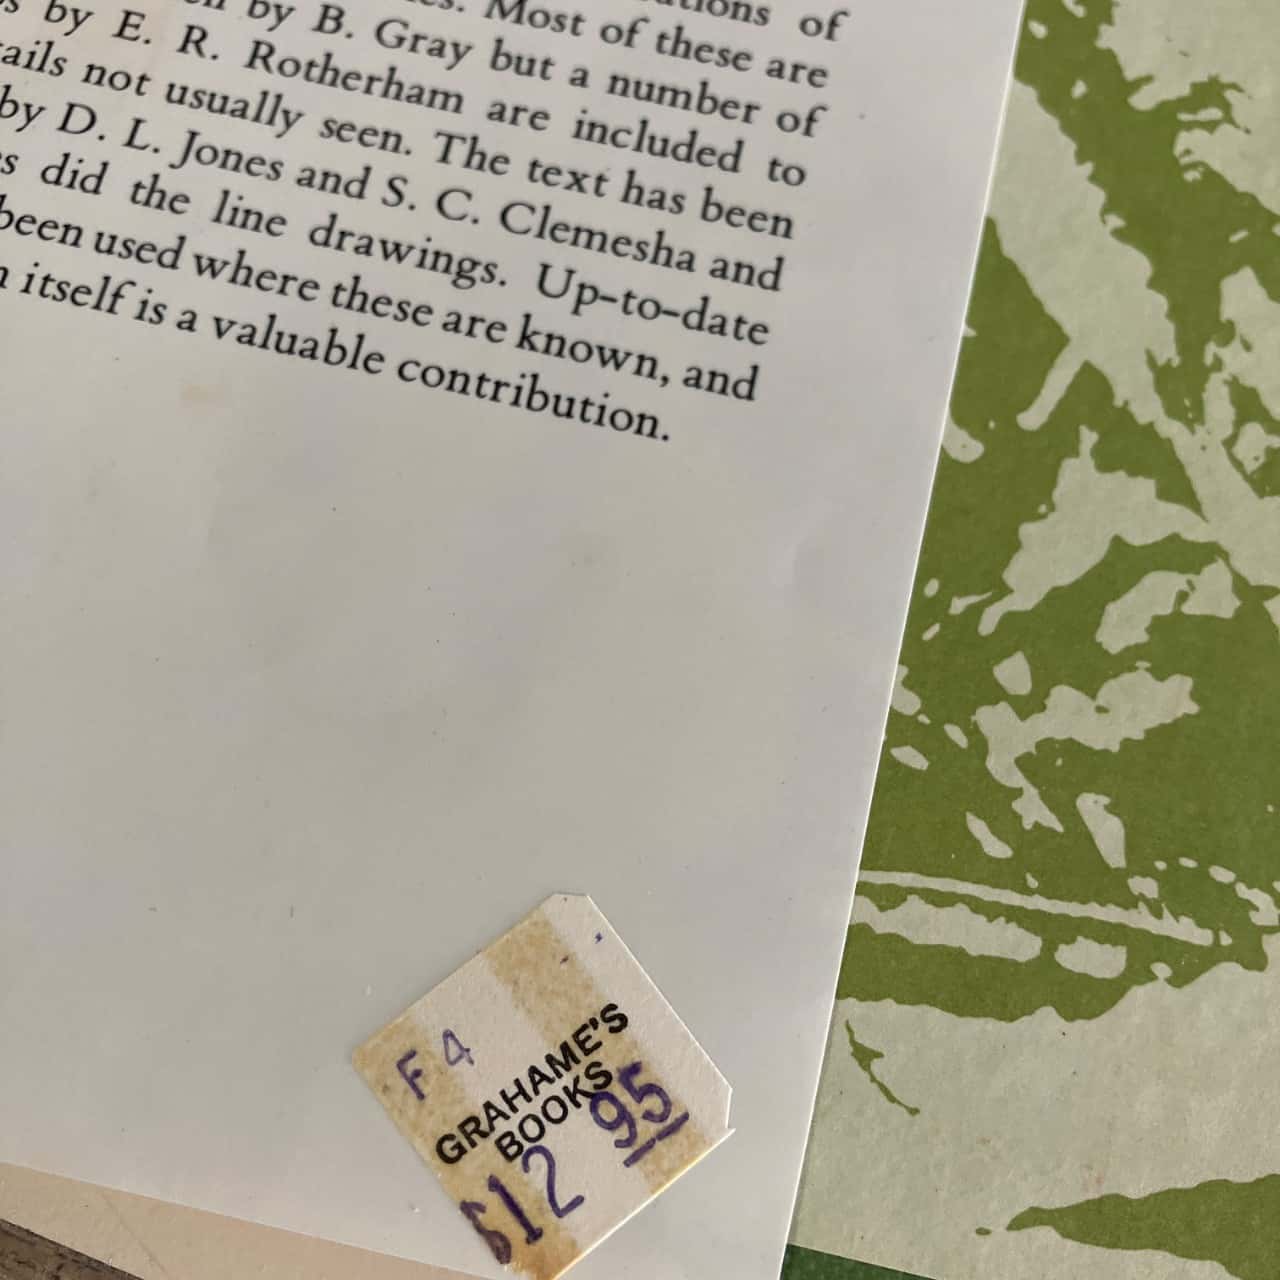 of
by B. Gray but a number of
Most of these are
by E. R. Rotherham are included to
not usually seen. The text has been
by D. L. Jones and S. C. Clemesha and
did the line drawings. Up-to-date
been used where these are known, and
itself is a valuable contribution.
F 4
GRAHAME'S
BOOKS
$12 95